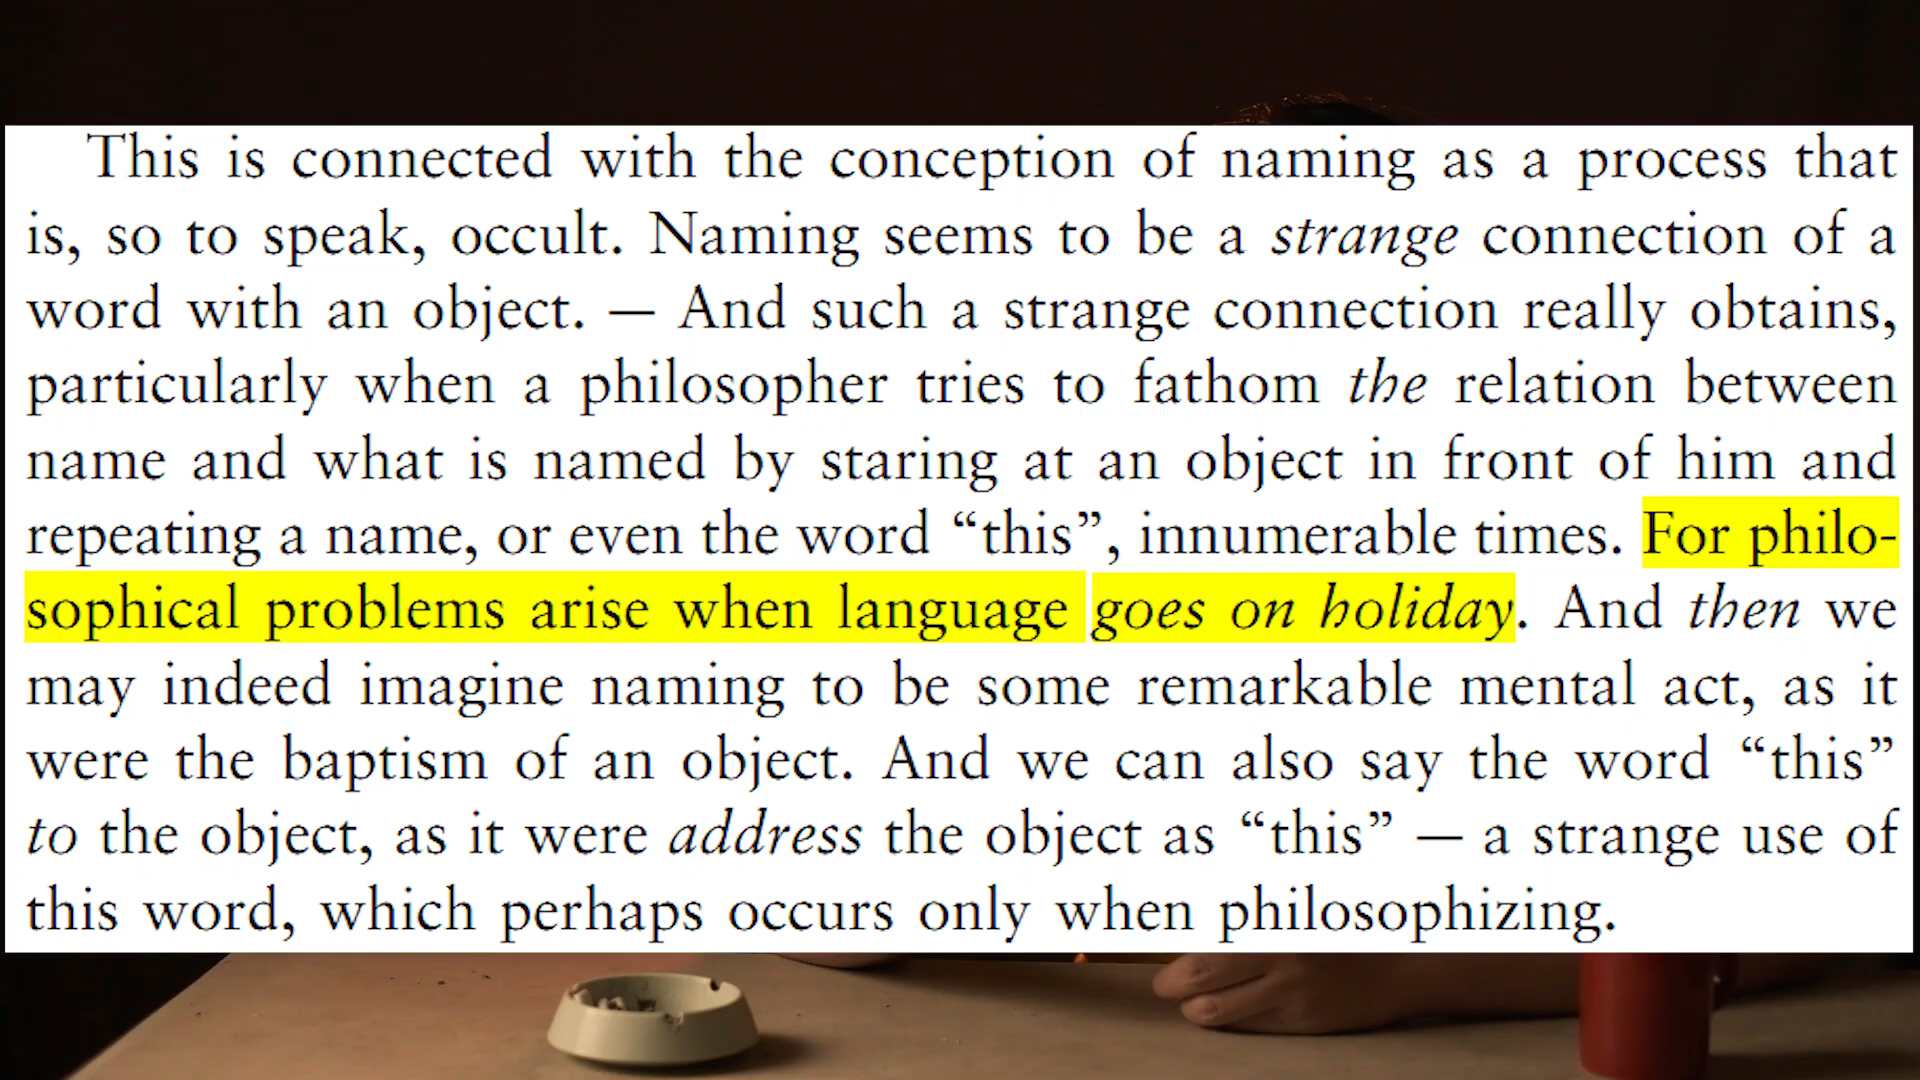 This is connected with the conception of naming as a process that
is, so to speak, occult. Naming seems to be a strange connection of a
word with an object. — And such a strange connection really obtains,
particularly when a philosopher tries to fathom the relation between
name and what is named by staring at an object in front of him and
repeating a name, or even the word “this”, innumerable times. For philo-
sophical problems arise when language goes on holiday. And then we
may indeed imagine naming to be some remarkable mental act, as it
were the baptism of an object. And we can also say the word “this”
to the object, as it were address the object as “this” — a strange use of
this word, which perhaps occurs only when philosophizing.